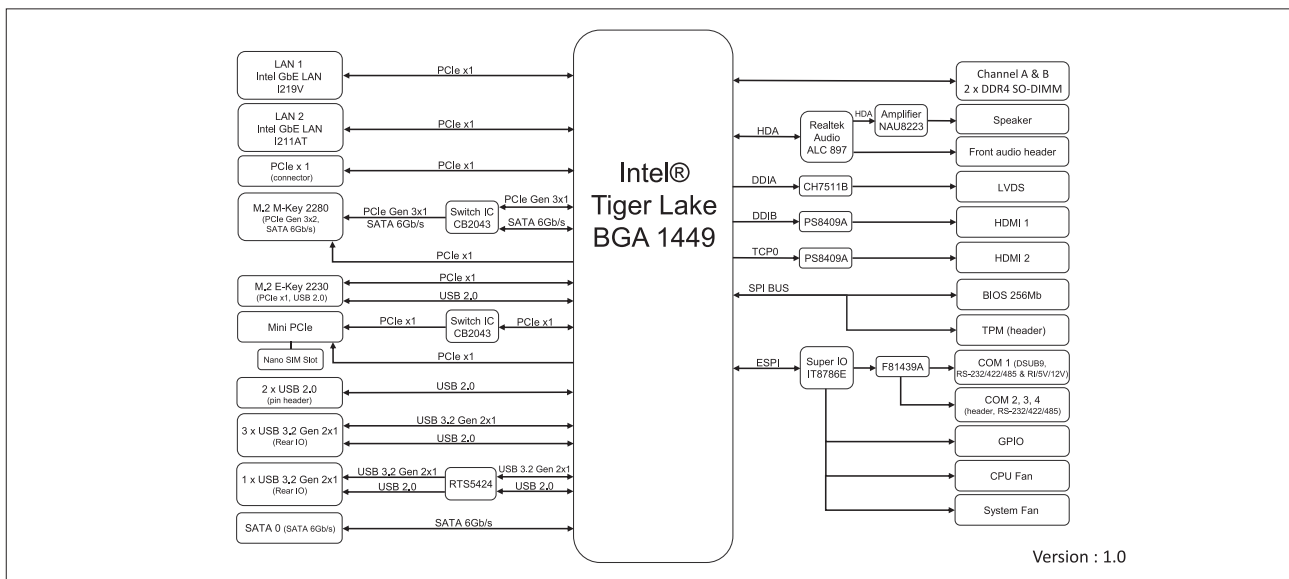 LAN 1
Intel GbE LAN
I219V
PCIe x1
LAN 2
Intel GbE LAN
I211AT
PCIe x1
PCIe x 1
(connector)
PCIe x1
M.2 M-Key 2280
(PCIe Gen 3x2,
SATA 6Gb/s)
PCIe Gen 3x1
SATA 6Gb/s
Switch IC
CB2043
PCIe Gen 3x1
SATA 6Gb/s
PCIe x1
M.2 E-Key 2230
(PCIe x1, USB 2.0)
PCIe x1
USB 2.0
Mini PCIe
PCIe x1
Switch IC
CB2043
PCIe x1
Nano SIM Slot
PCIe x1
2 x USB 2.0
(pin header)
USB 2.0
3 x USB 3.2 Gen 2x1
(Rear IO)
USB 3.2 Gen 2x1
USB 2.0
1 x USB 3.2 Gen 2x1
(Rear IO)
USB 3.2 Gen 2x1
USB 2.0
RTS5424
USB 3.2 Gen 2x1
USB 2.0
SATA 0 (SATA 6Gb/s)
SATA 6Gb/s
Intel®
Tiger Lake
BGA 1449
Channel A & B
2 x DDR4 SO-DIMM
HDA
Realtek
Audio
ALC 897
HDA
Amplifier
NAU8223
Speaker
Front audio header
DDIA
CH7511B
LVDS
DDIB
PS8409A
HDMI 1
TCP0
PS8409A
HDMI 2
SPI BUS
BIOS 256Mb
TPM (header)
ESPI
Super IO
IT8786E
F81439A
COM 1 (DSUB9,
RS-232/422/485 & RI/5V/12V)
COM 2, 3, 4
(header, RS-232/422/485)
GPIO
CPU Fan
System Fan
Version : 1.0